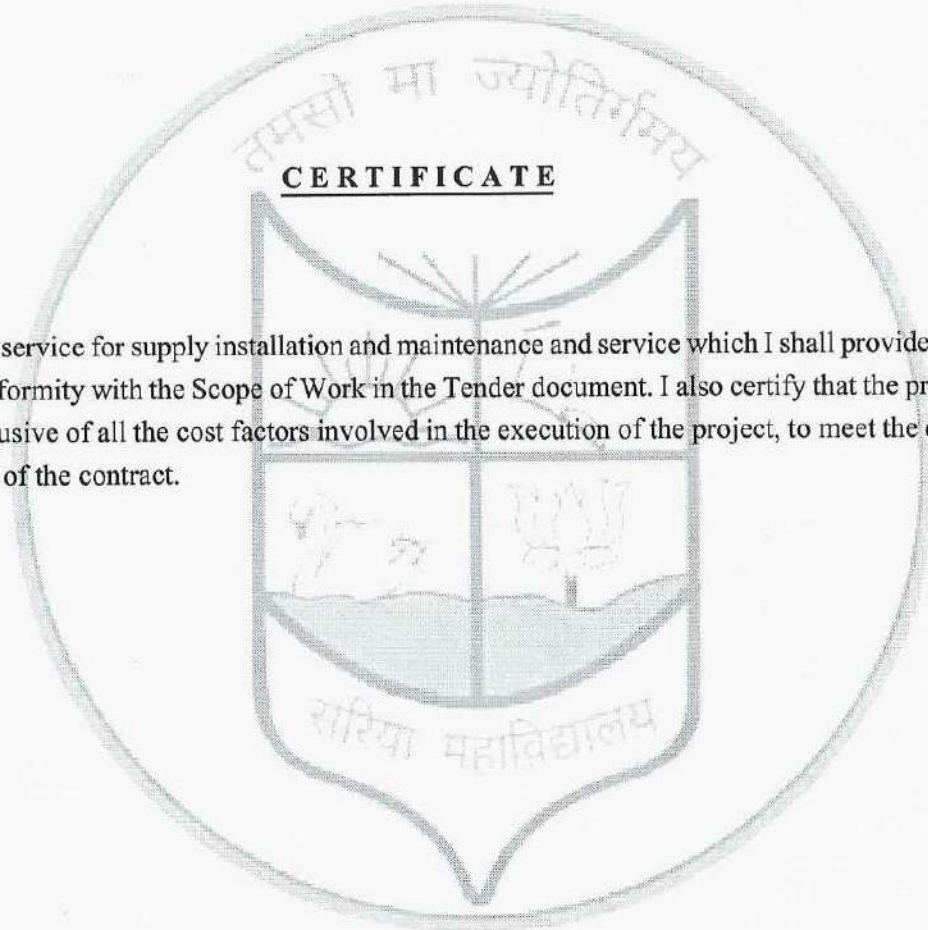 तमसो मा ज्योतिर्गमय
CERTIFICATE
service for supply installation and maintenance and service which I shall provide
formity with the Scope of Work in the Tender document. I also certify that the pr
usive of all the cost factors involved in the execution of the project, to meet the
of the contract.
सरिया महाविद्यालय